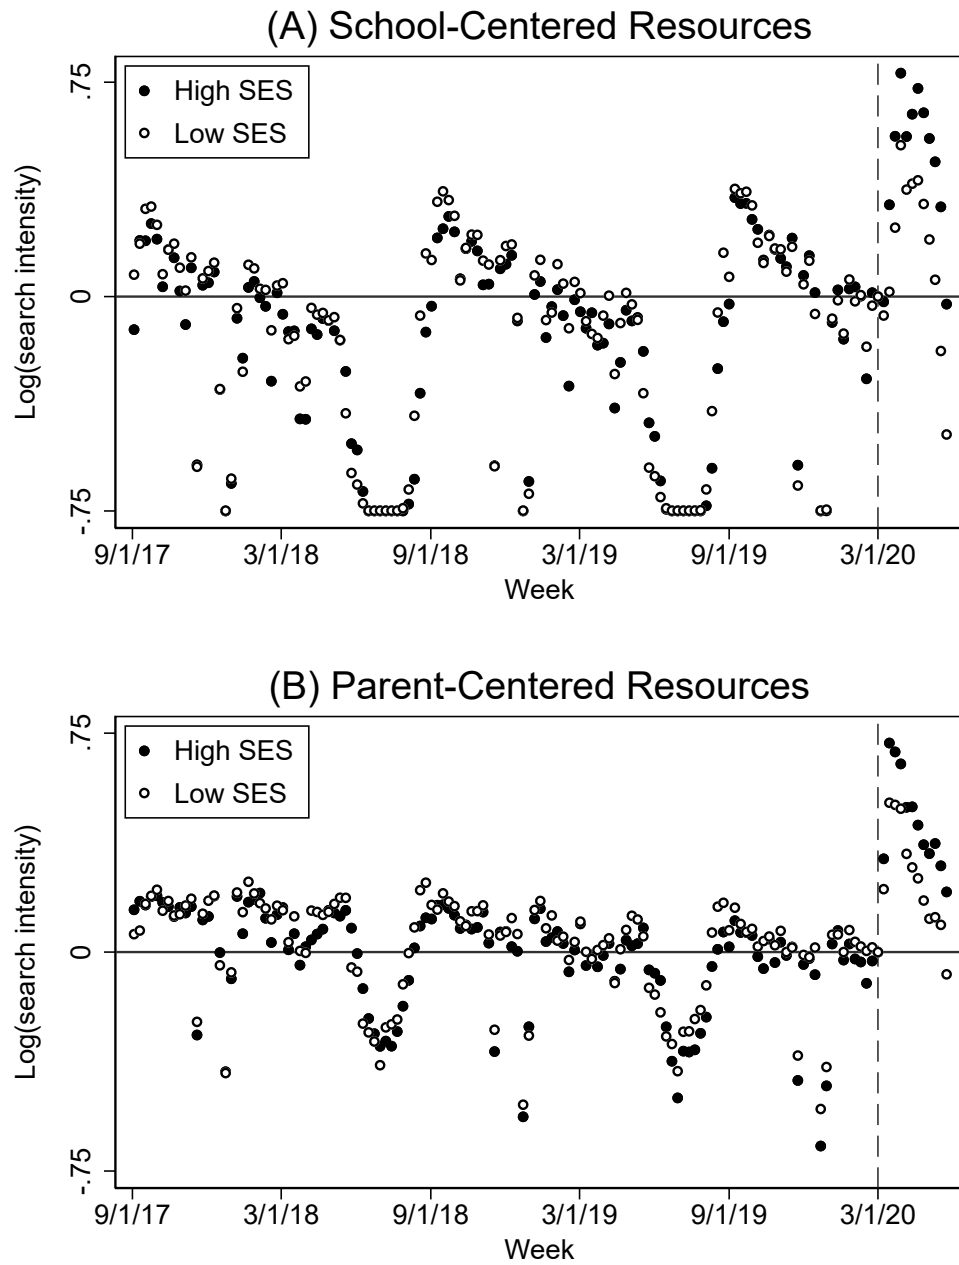 (A) School-Centered Resources
High SES
Low SES
Log(search intensity)
.75
0
-.75
9/1/17 3/1/18 9/1/18 3/1/19 9/1/19 3/1/20
Week
(B) Parent-Centered Resources
High SES
Low SES
Log(search intensity)
.75
0
-.75
9/1/17 3/1/18 9/1/18 3/1/19 9/1/19 3/1/20
Week